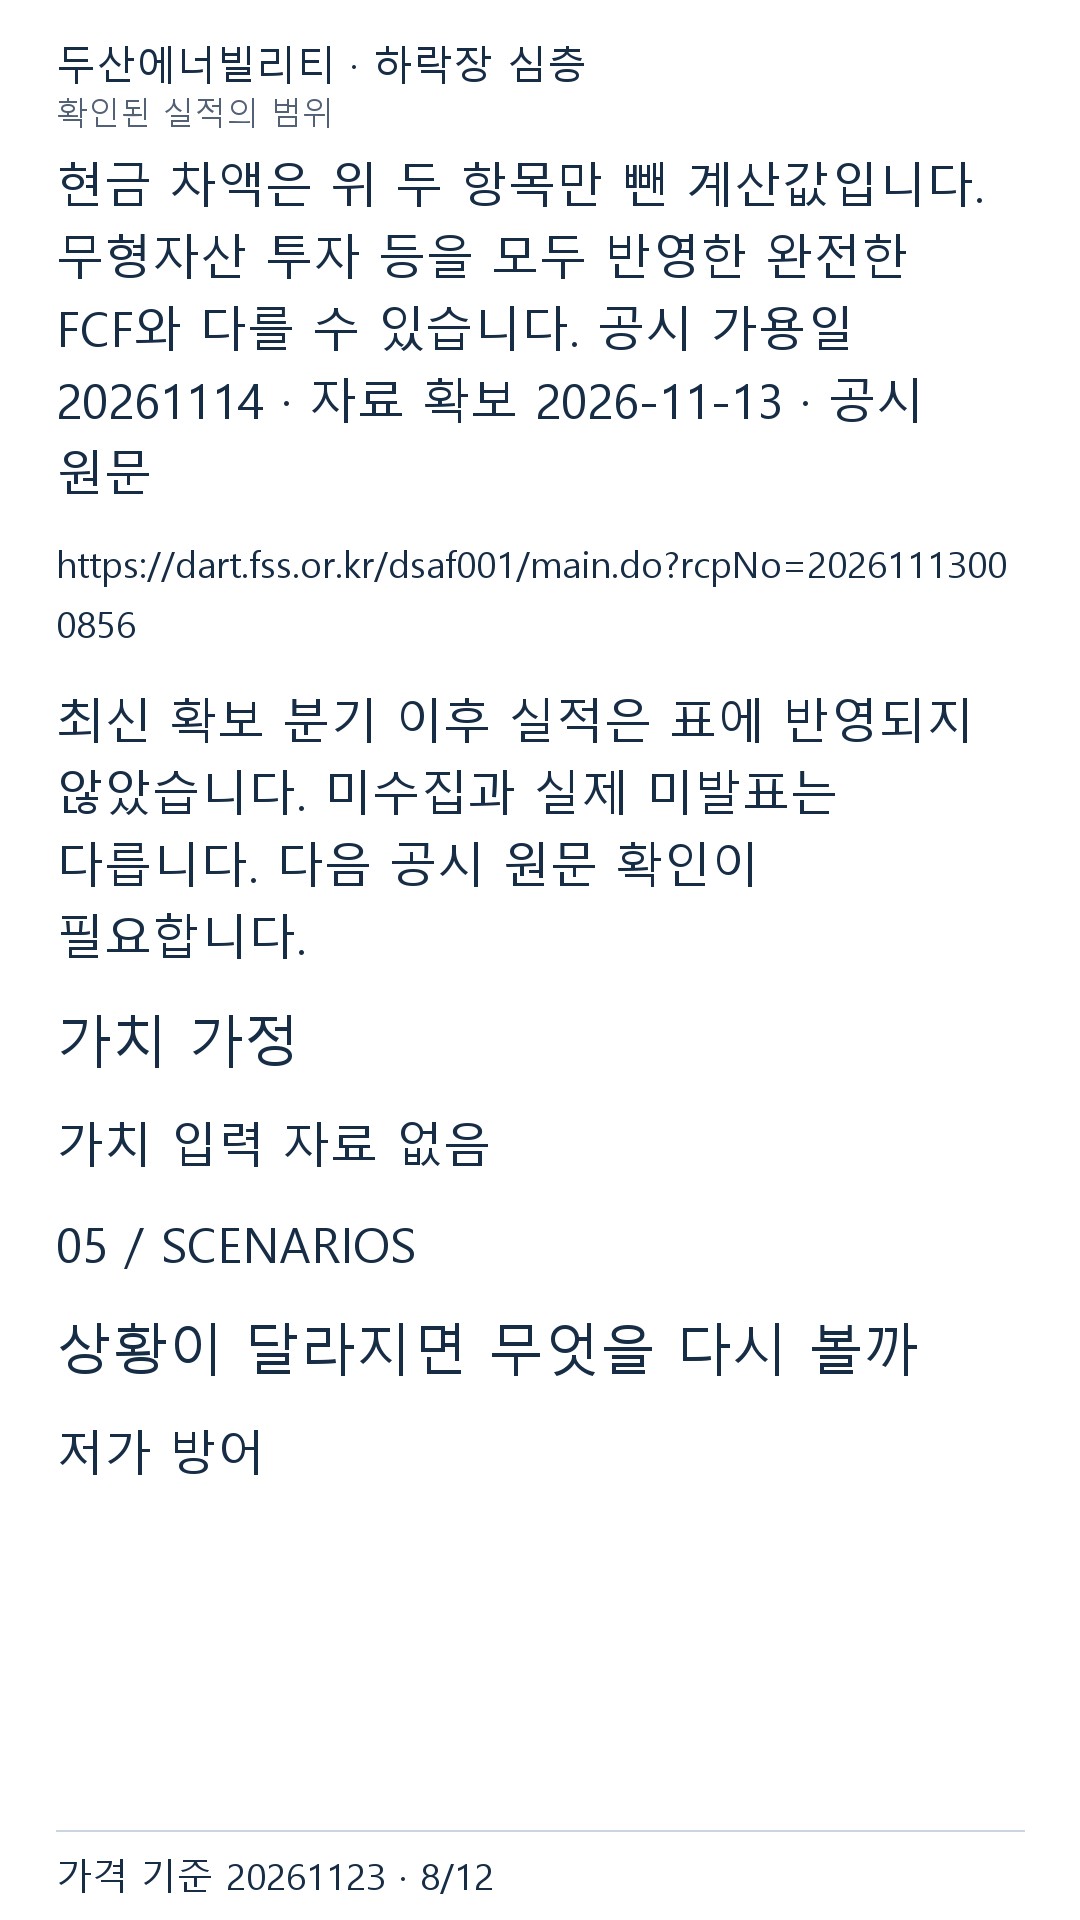 두산에너빌리티 · 하락장 심층
확인된 실적의 범위
현금 차액은 위 두 항목만 뺀 계산값입니다.
무형자산 투자 등을 모두 반영한 완전한
FCF와 다를 수 있습니다. 공시 가용일
20261114 · 자료 확보 2026-11-13 · 공시
원문
https://dart.fss.or.kr/dsaf001/main.do?rcpNo=2026111300
0856
최신 확보 분기 이후 실적은 표에 반영되지
않았습니다. 미수집과 실제 미발표는
다릅니다. 다음 공시 원문 확인이
필요합니다.
가치 가정
가치 입력 자료 없음
05 / SCENARIOS
상황이 달라지면 무엇을 다시 볼까
저가 방어
가격 기준 20261123 · 8/12